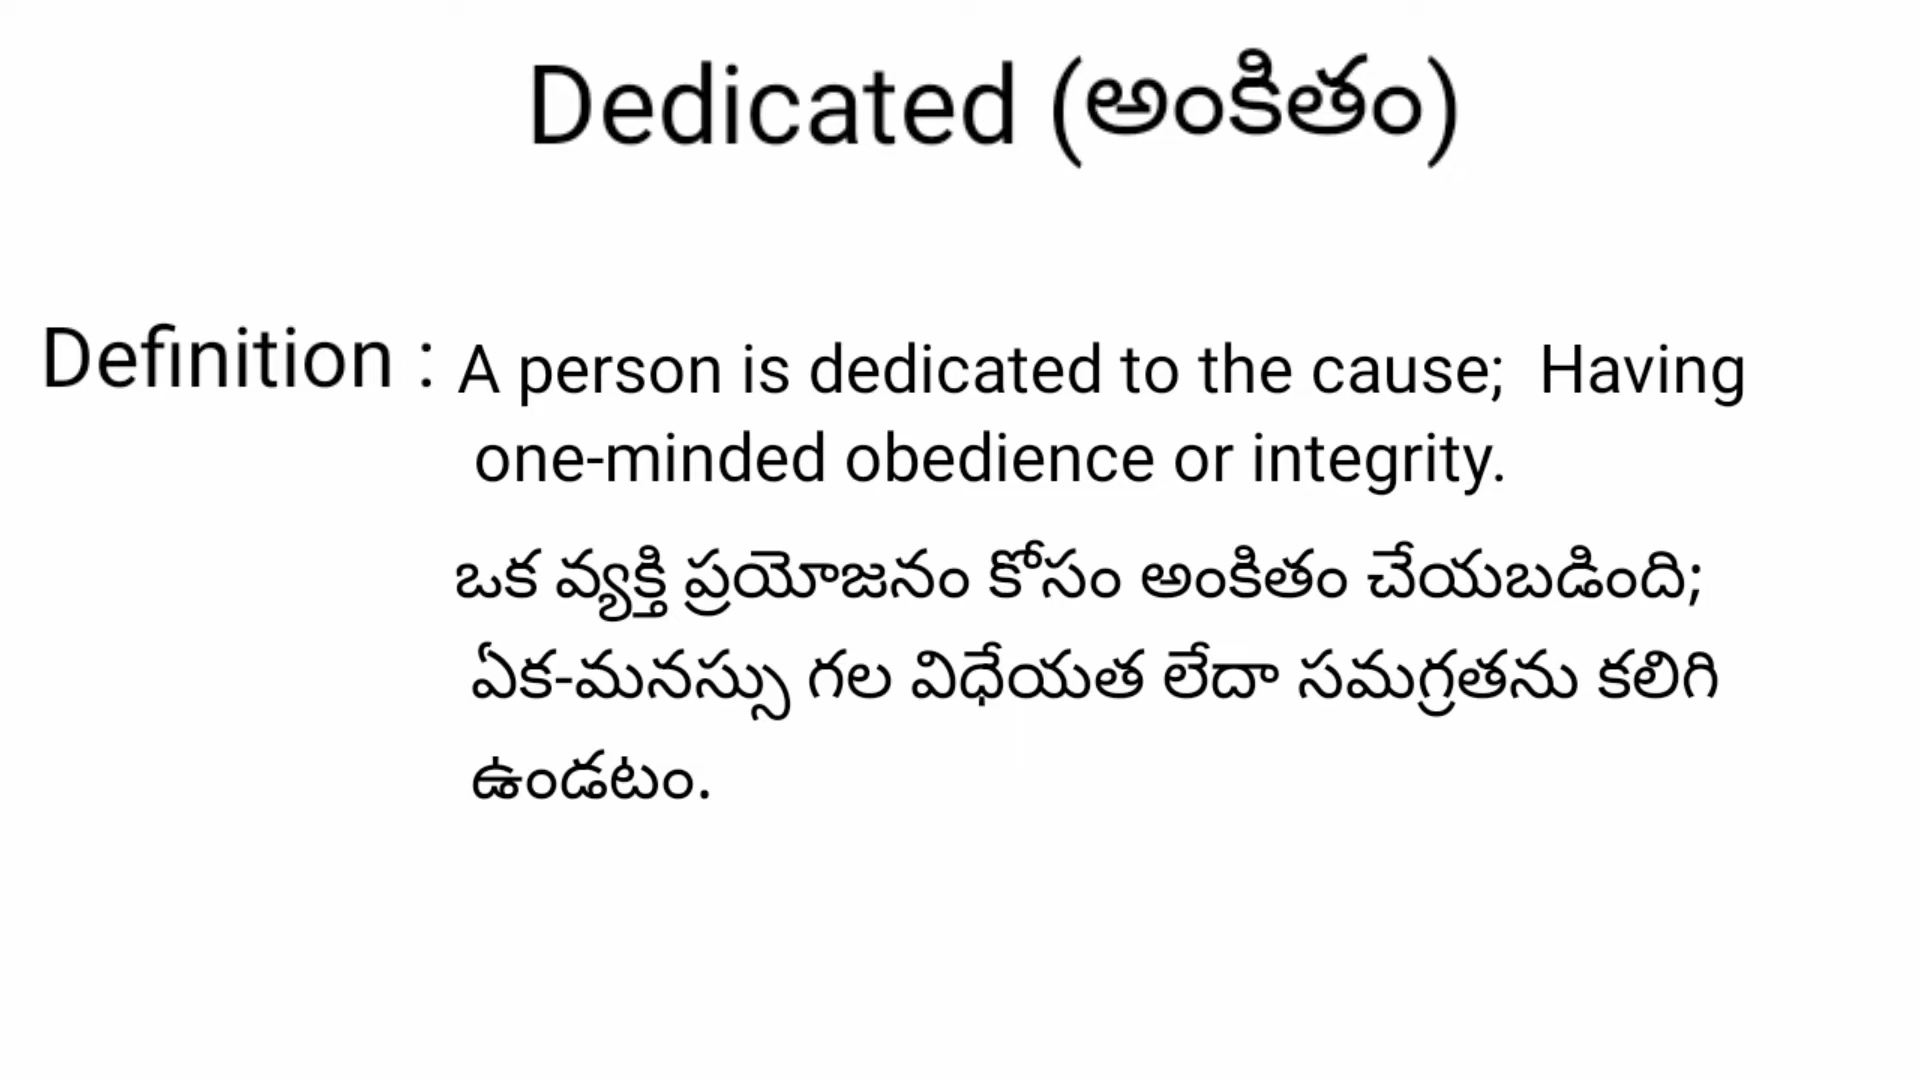 Dedicated (అంకితం)
Definition : A person is dedicated to the cause;  Having
one-minded obedience or integrity.
ఒక వ్యక్తి ప్రయోజనం కోసం అంకితం చేయబడింది;
ఏక-మనస్సు గల విధేయత లేదా సమగ్రతను కలిగి
ఉండటం.